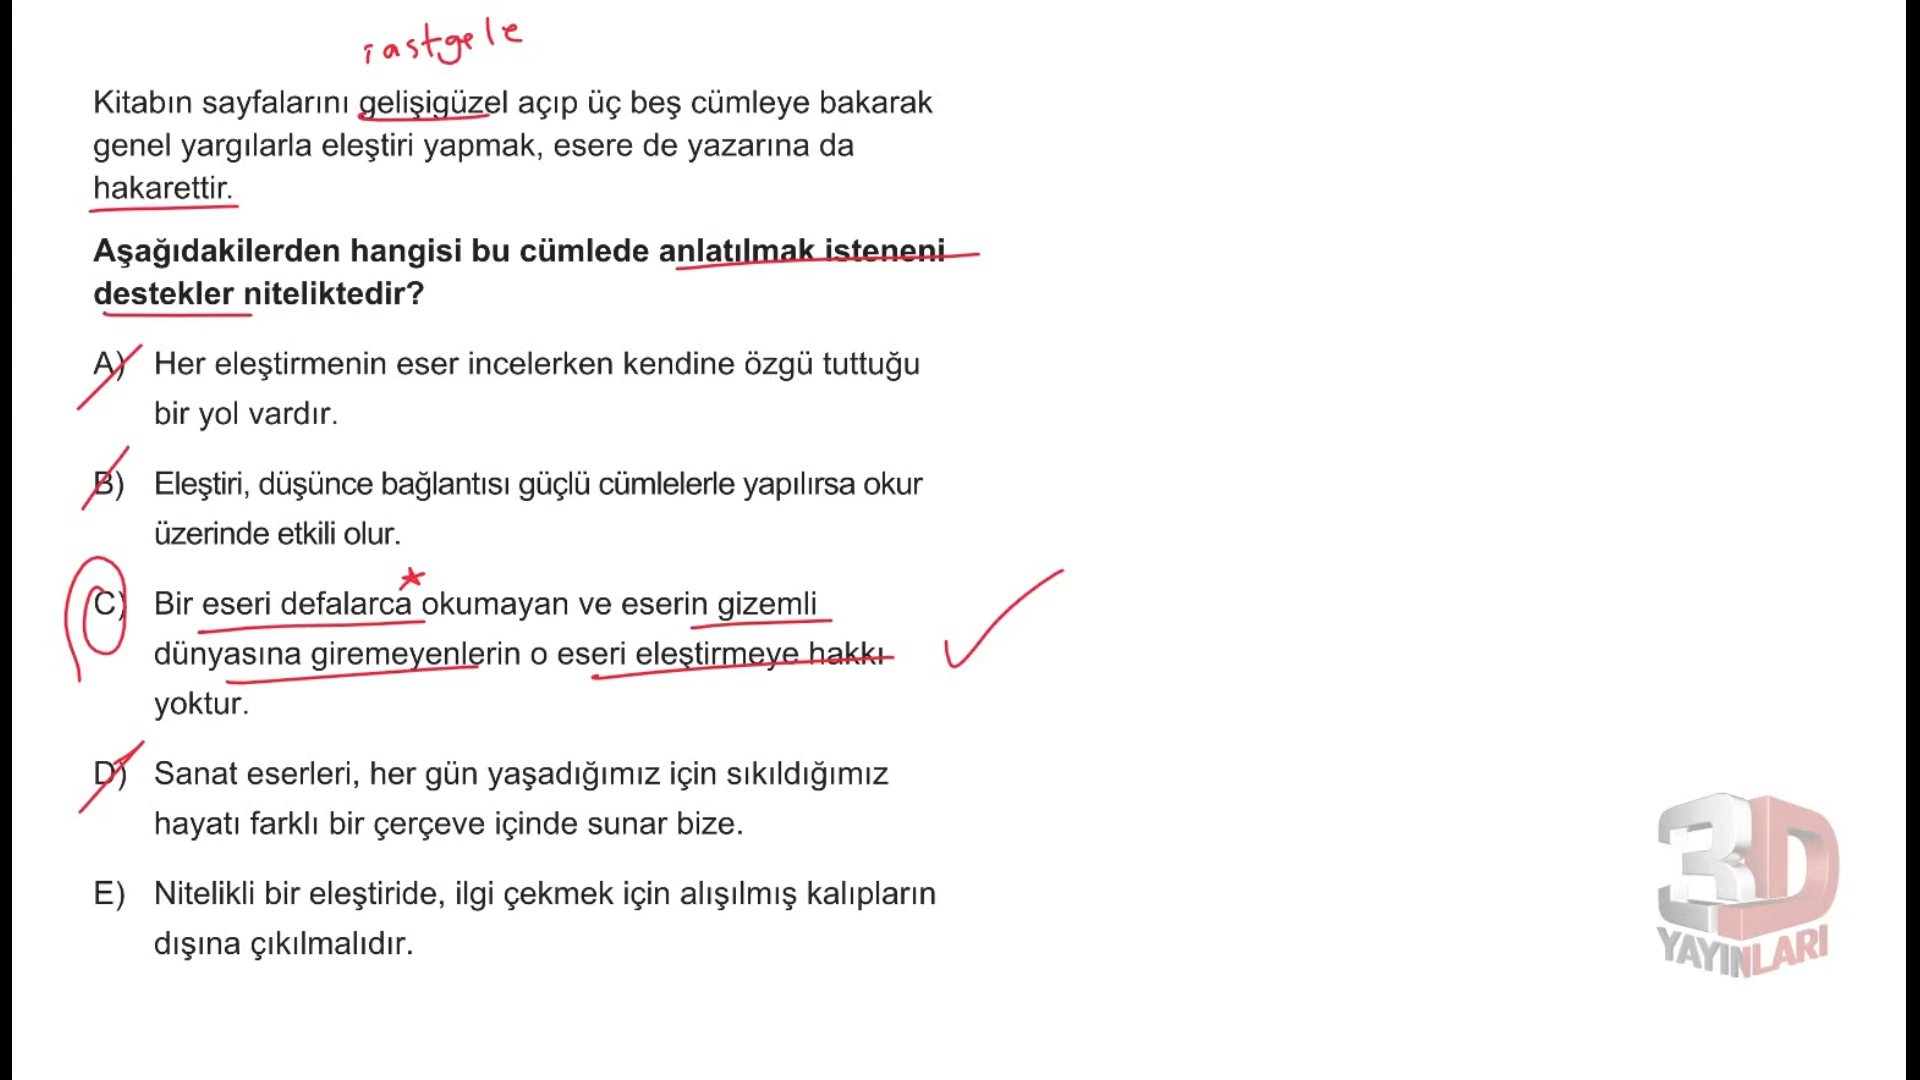 rastgele
Kitabın sayfalarını gelişigüzel açıp üç beş cümleye bakarak
genel yargılarla eleştiri yapmak, esere de yazarına da
hakarettir.
Aşağıdakilerden hangisi bu cümlede anlatılmak isteneni
destekler niteliktedir?
A) Her eleştirmenin eser incelerken kendine özgü tuttuğu
bir yol vardır.
B) Eleştiri, düşünce bağlantısı güçlü cümlelerle yapılırsa okur
üzerinde etkili olur.
C) Bir eseri defalarca okumayan ve eserin gizemli
dünyasına giremeyenlerin o eseri eleştirmeye hakkı
yoktur.
D) Sanat eserleri, her gün yaşadığımız için sıkıldığımız
hayatı farklı bir çerçeve içinde sunar bize.
E) Nitelikli bir eleştiride, ilgi çekmek için alışılmış kalıpların
dışına çıkılmalıdır.
3D
YAYINLARI